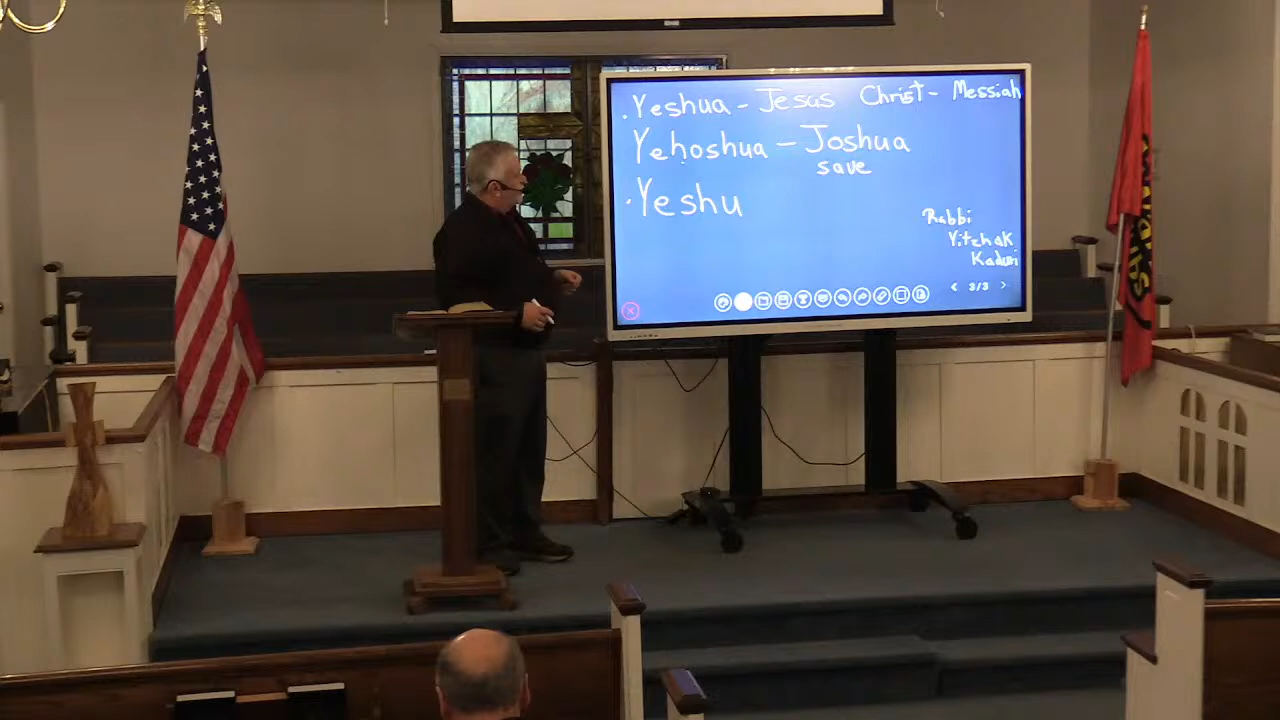 . Yeshua - Jesus Christ - Messiah
Yehoshua - Joshua
save
· Yeshu
Rabbi
Yitzhak
Kaduri
< 3/3 >